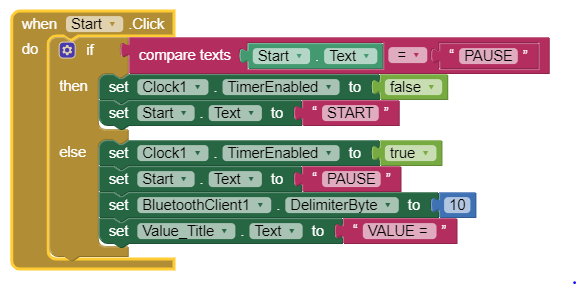 when Start .Click
do if compare texts Start . Text = " PAUSE "
then set Clock1 . TimerEnabled to false
set Start . Text to " START "
else set Clock1 . TimerEnabled to true
set Start . Text to " PAUSE "
set BluetoothClient1 . DelimiterByte to 10
set Value_Title . Text to " VALUE = "
.